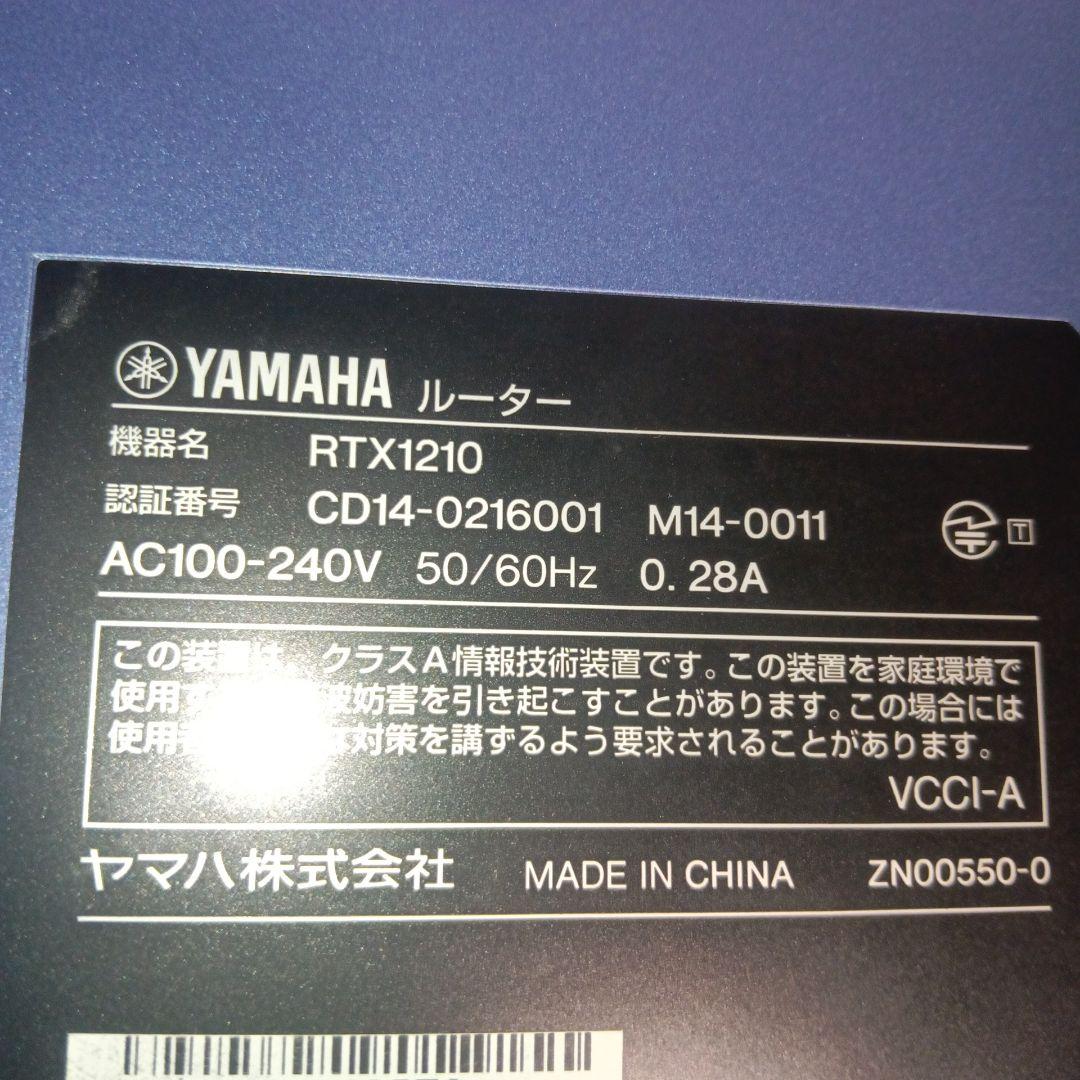 YAMAHA ルーター
機器名 RTX1210
認証番号 CD14-0216001 M14-0011
T
AC100-240V 50/60Hz 0.28A
この装置は、クラスA情報技術装置です。この装置を家庭環境で
使用す 波妨害を引き起こすことがあります。この場合には
使用 対策を講ずるよう要求されることがあります。
VCCI-A
ヤマハ株式会社 MADE IN CHINA ZN00550-0